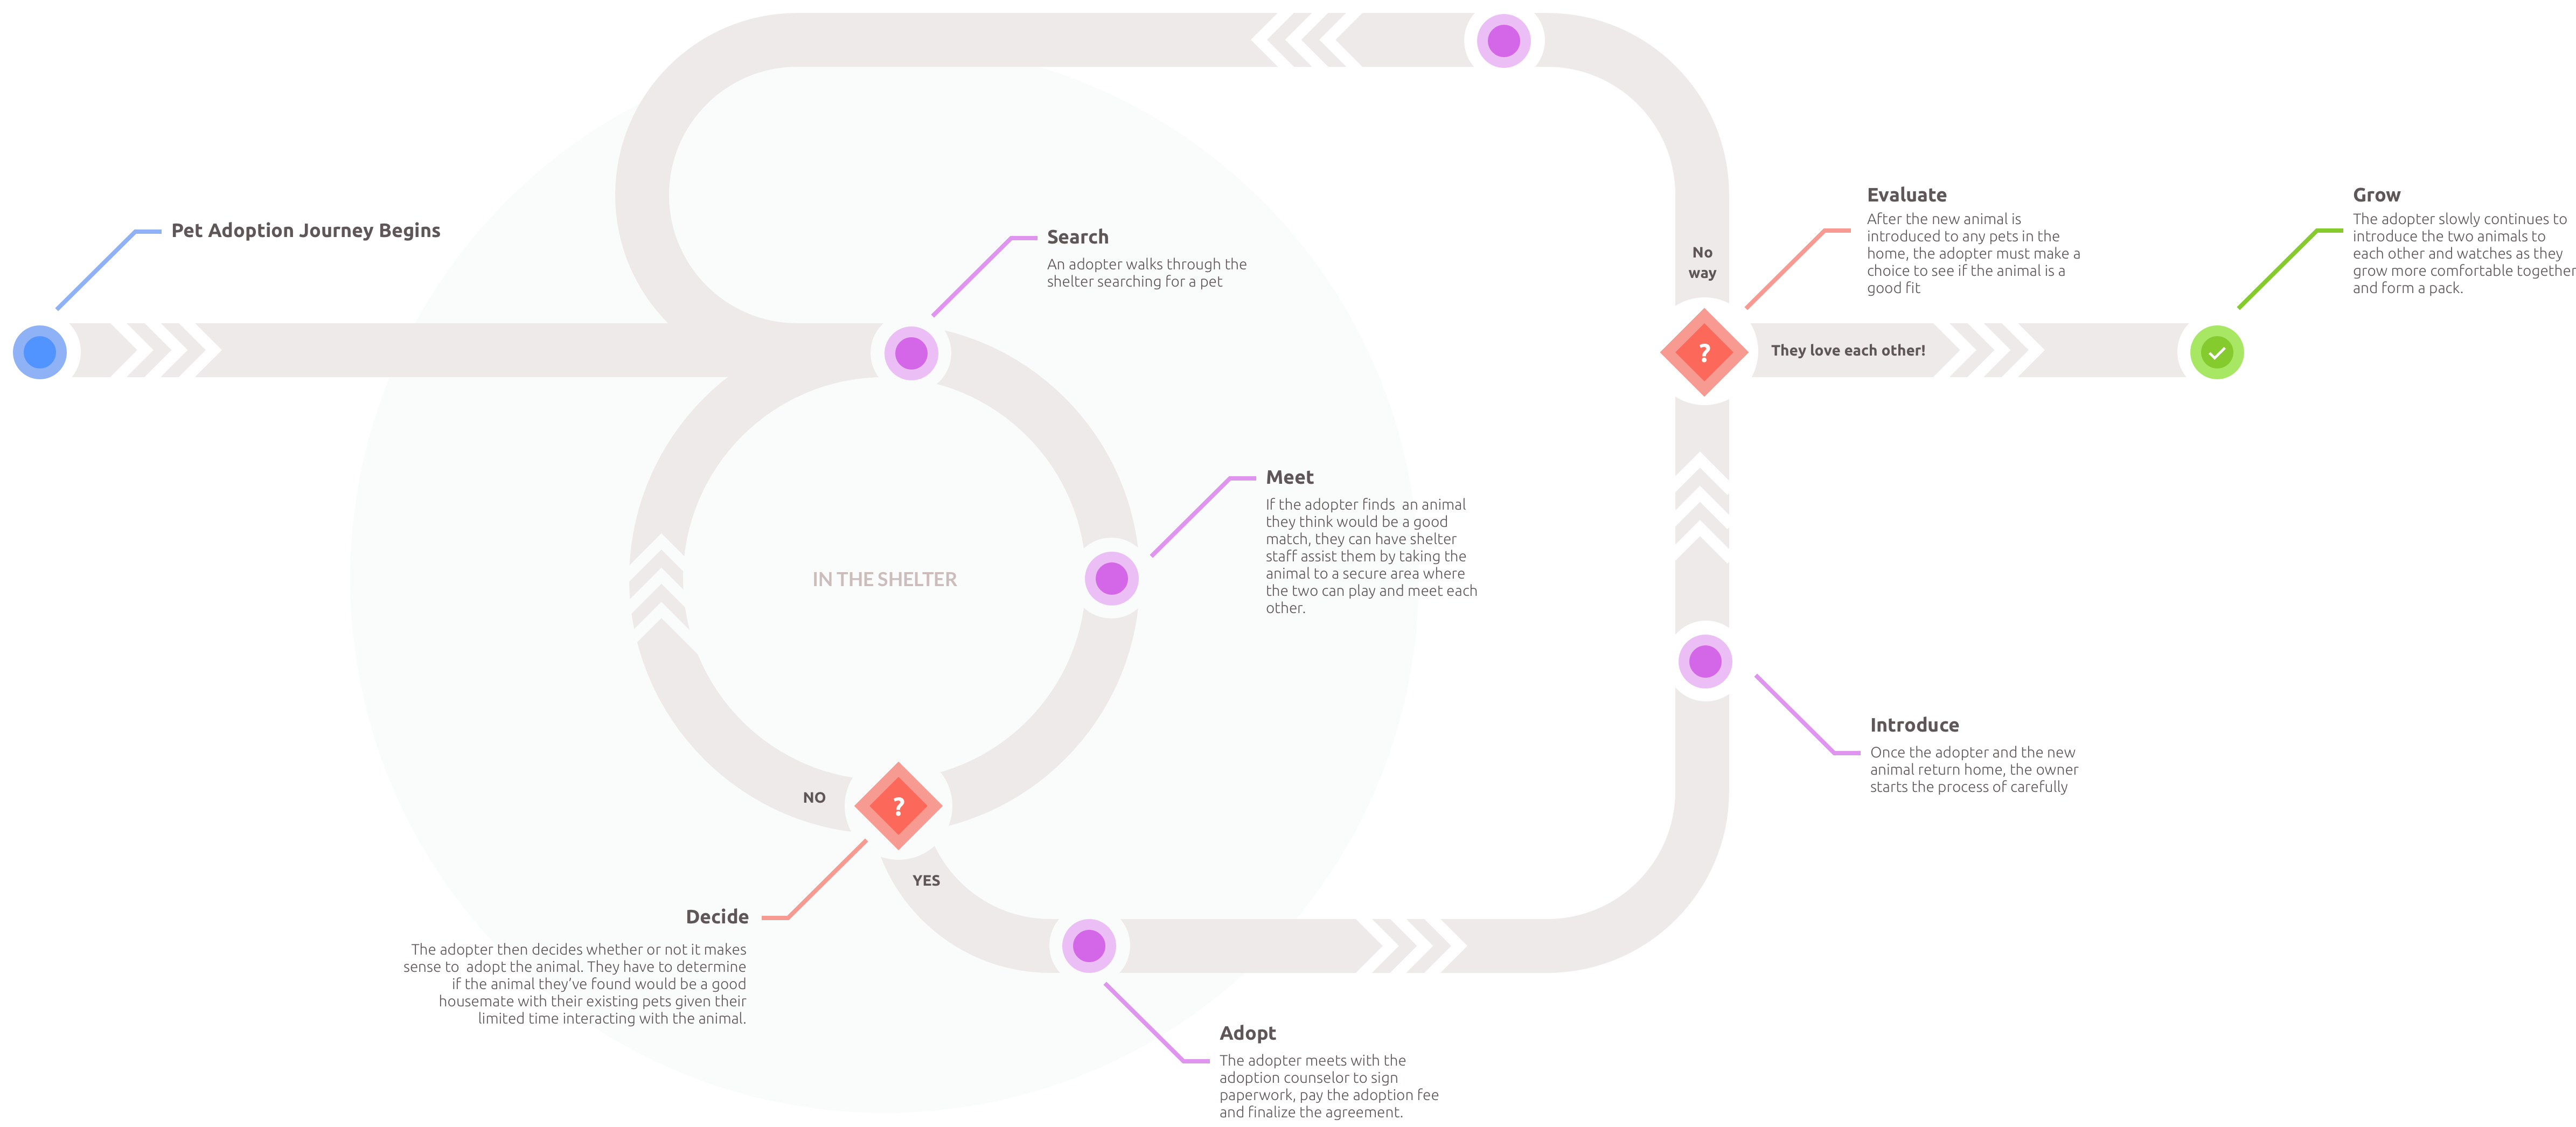 Pet Adoption Journey Begins
Search
An adopter walks through the
shelter searching for a pet
Meet
If the adopter finds  an animal
they think would be a good
match, they can have shelter
staff assist them by taking the
animal to a secure area where
the two can play and meet each
other.
IN THE SHELTER
NO
?
YES
Decide
The adopter then decides whether or not it makes
sense to  adopt the animal. They have to determine
if the animal they've found would be a good
housemate with their existing pets given their
limited time interacting with the animal.
Adopt
The adopter meets with the
adoption counselor to sign
paperwork, pay the adoption fee
and finalize the agreement.
Introduce
Once the adopter and the new
animal return home, the owner
starts the process of carefully
Evaluate
After the new animal is
introduced to any pets in the
home, the adopter must make a
choice to see if the animal is a
good fit
No
way
?
They love each other!
Grow
The adopter slowly continues to
introduce the two animals to
each other and watches as they
grow more comfortable together
and form a pack.